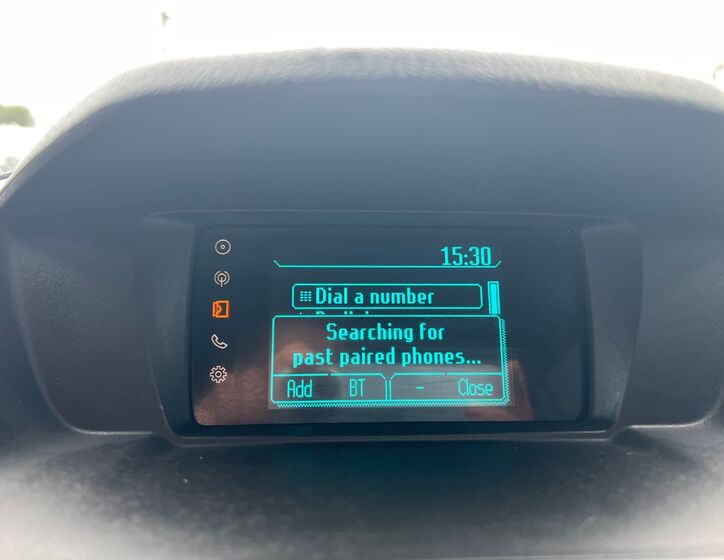 15:30
Dial a number
Searching for
past paired phones...
Add BT - Close